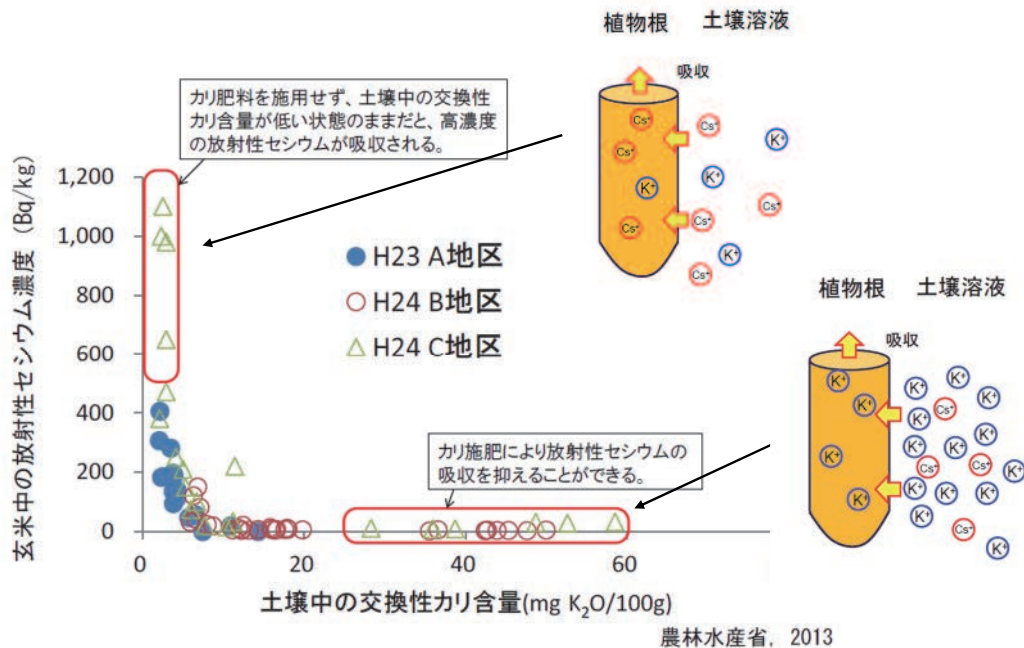 植物根 土壌溶液
吸収
Cs⁺
Cs⁺
K⁺
Cs⁺
Cs⁺
K⁺
K⁺
Cs⁺
Cs⁺
K⁺
Cs⁺
カリ肥料を施用せず、土壌中の交換性
カリ含量が低い状態のままだと、高濃度
の放射性セシウムが吸収される。
玄米中の放射性セシウム濃度 (Bq/kg)
1,200
1,000
800
600
400
200
0
H23 A地区
H24 B地区
H24 C地区
植物根 土壌溶液
吸収
K⁺
K⁺
K⁺
K⁺
K⁺
K⁺
K⁺
Cs⁺
K⁺
K⁺
K⁺
Cs⁺
Cs⁺
K⁺
K⁺
K⁺
K⁺
K⁺
K⁺
Cs⁺
K⁺
カリ施肥により放射性セシウムの
吸収を抑えることができる。
0 20 40 60
土壌中の交換性カリ含量(mg K₂O/100g)
農林水産省, 2013